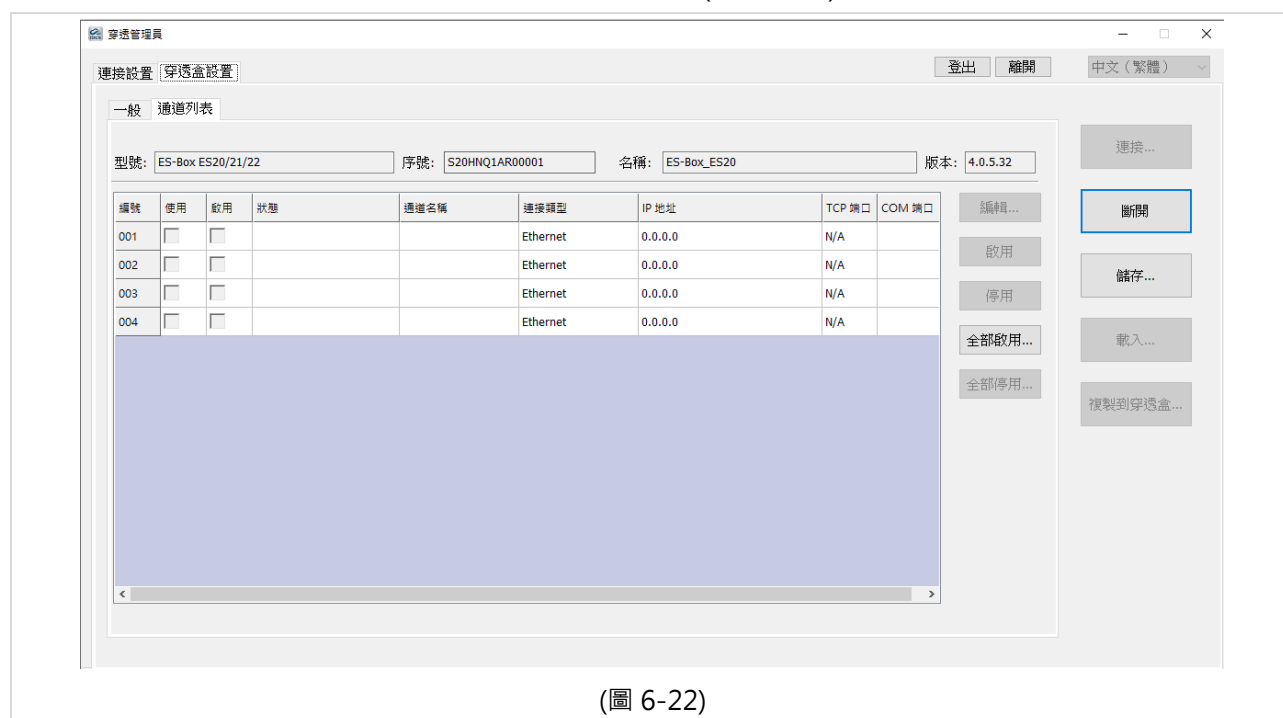 穿透管理員
連接設置 穿透盒設置 登出 離開 中文（繁體）
一般 通道列表
型號: ES-Box ES20/21/22 序號: S20HNQ1AR00001 名稱: ES-Box_ES20 版本: 4.0.5.32
連接...
編號 使用 啟用 狀態 通道名稱 連接類型 IP 地址 TCP 端口 COM 端口 編輯...
斷開
001 Ethernet 0.0.0.0 N/A
啟用
002 Ethernet 0.0.0.0 N/A
儲存...
003 Ethernet 0.0.0.0 N/A 停用
004 Ethernet 0.0.0.0 N/A
全部啟用... 載入...
全部停用...
複製到穿透盒...
(圖 6-22)